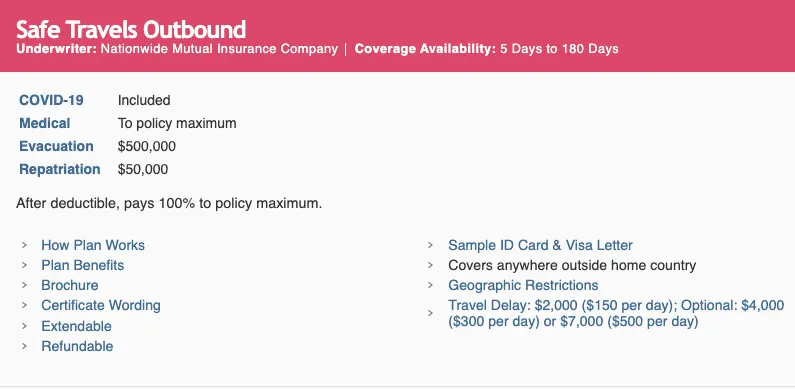 Safe Travels Outbound
Underwriter: Nationwide Mutual Insurance Company | Coverage Availability: 5 Days to 180 Days
COVID-19 Included
Medical To policy maximum
Evacuation $500,000
Repatriation $50,000
After deductible, pays 100% to policy maximum.
> How Plan Works
> Plan Benefits
> Brochure
> Certificate Wording
> Extendable
> Refundable
> Sample ID Card & Visa Letter
> Covers anywhere outside home country
> Geographic Restrictions
> Travel Delay: $2,000 ($150 per day); Optional: $4,000
($300 per day) or $7,000 ($500 per day)